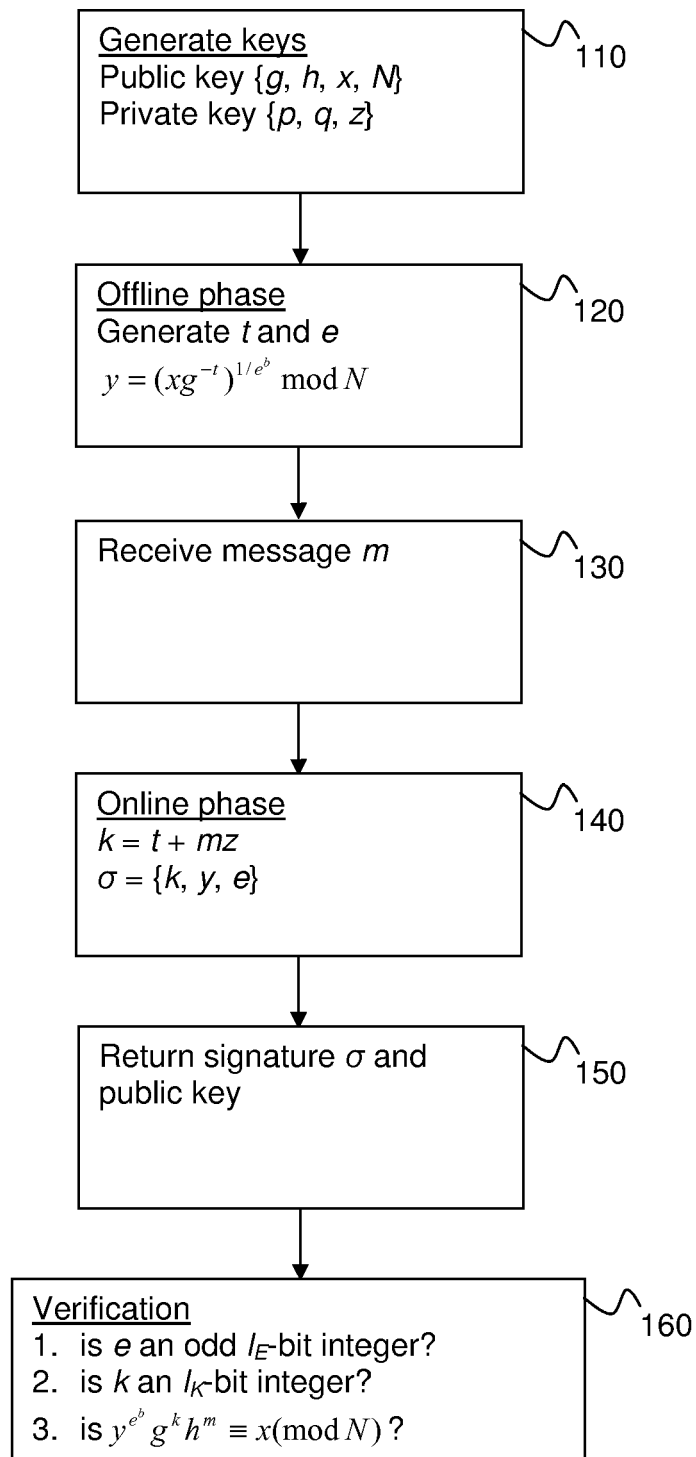 Generate keys
Public key {g, h, x, N}
Private key {p, q, z}
110
Offline phase
Generate t and e
y = (xg^{-t})^{1/e^b} mod N
120
Receive message m
130
Online phase
k = t + mz
σ = {k, y, e}
140
Return signature σ and
public key
150
Verification
1. is e an odd l_E-bit integer?
2. is k an l_K-bit integer?
3. is y^{e^b} g^k h^m ≡ x(mod N) ?
160